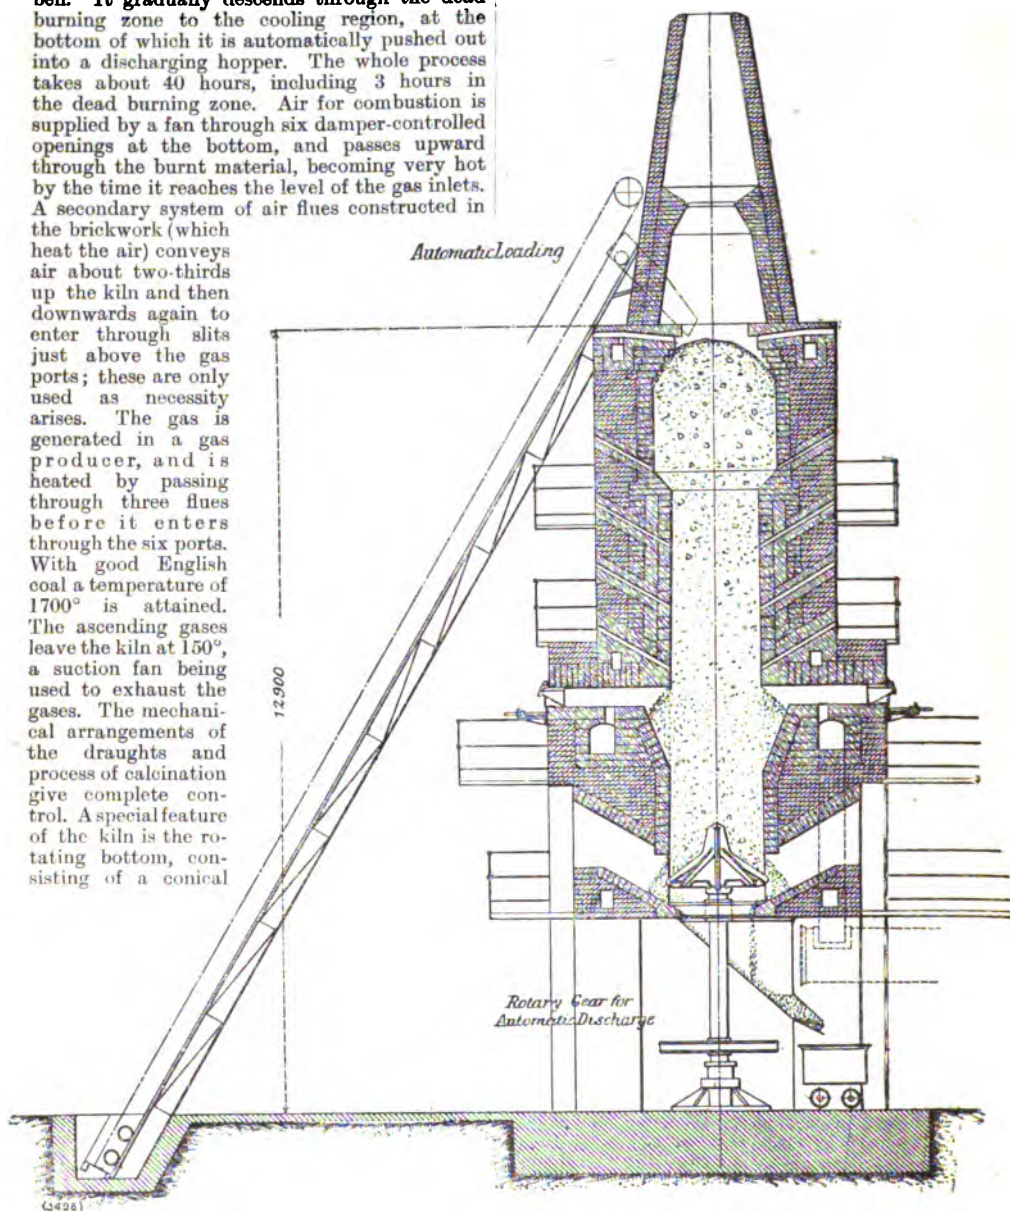 bell. It gradually descends through the dead
burning zone to the cooling region, at the
bottom of which it is automatically pushed out
into a discharging hopper. The whole process
takes about 40 hours, including 3 hours in
the dead burning zone. Air for combustion is
supplied by a fan through six damper-controlled
openings at the bottom, and passes upward
through the burnt material, becoming very hot
by the time it reaches the level of the gas inlets.
A secondary system of air flues constructed in
the brickwork (which
heat the air) conveys
air about two-thirds
up the kiln and then
downwards again to
enter through slits
just above the gas
ports; these are only
used as necessity
arises. The gas is
generated in a gas
producer, and is
heated by passing
through three flues
before it enters
through the six ports.
With good English
coal a temperature of
1700° is attained.
The ascending gases
leave the kiln at 150°,
a suction fan being
used to exhaust the
gases. The mechani-
cal arrangements of
the draughts and
process of calcination
give complete con-
trol. A special feature
of the kiln is the ro-
tating bottom, con-
sisting of a conical
Automatic Loading
12900
Rotary Gear for
Automatic Discharge
(3496)